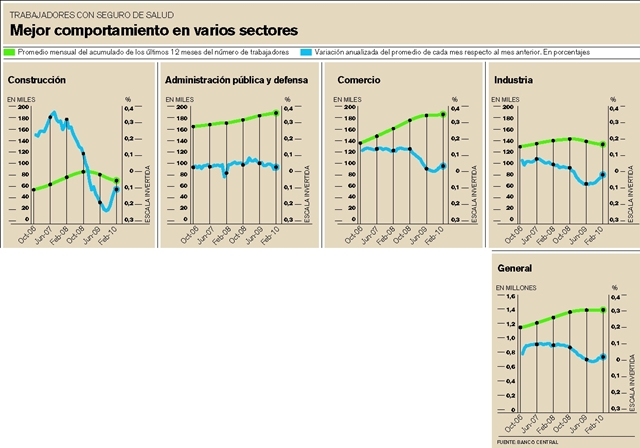 TRABAJADORES CON SEGURO DE SALUD
Mejor comportamiento en varios sectores
Promedio mensual del acumulado de los últimos 12 meses del número de trabajadores
Variación anualizada del promedio de cada mes respecto al mes anterior. En porcentajes
Construcción
EN MILES %
200 0,4
180
160 0,3
140 0,2
120 0,1
100 0
80
60 0,1
40 0,2
20
0 0,3
ESCALA INVERTIDA
Oct-06 Jun-07 Feb-08 Oct-08 Jun-09 Feb-10
Administración pública y defensa
EN MILES %
200 0,4
180
160 0,3
140 0,2
120 0,1
100 0
80
60 0,1
40 0,2
20
0 0,3
ESCALA INVERTIDA
Oct-06 Jun-07 Feb-08 Oct-08 Jun-09 Feb-10
Comercio
EN MILES %
200 0,4
180
160 0,3
140 0,2
120 0,1
100 0
80
60 0,1
40 0,2
20
0 0,3
ESCALA INVERTIDA
Oct-06 Jun-07 Feb-08 Oct-08 Jun-09 Feb-10
Industria
EN MILES %
200 0,4
180
160 0,3
140 0,2
120 0,1
100 0
80
60 0,1
40 0,2
20
0 0,3
ESCALA INVERTIDA
Oct-06 Jun-07 Feb-08 Oct-08 Jun-09 Feb-10
General
EN MILLONES %
1,6 0,4
1,4 0,3
1,2 0,2
1,0 0,1
0,8 0
0,6 0,1
0,4 0,2
0,2
0 0,3
ESCALA INVERTIDA
Oct-06 Jun-07 Feb-08 Oct-08 Jun-09 Feb-10
FUENTE BANCO CENTRAL